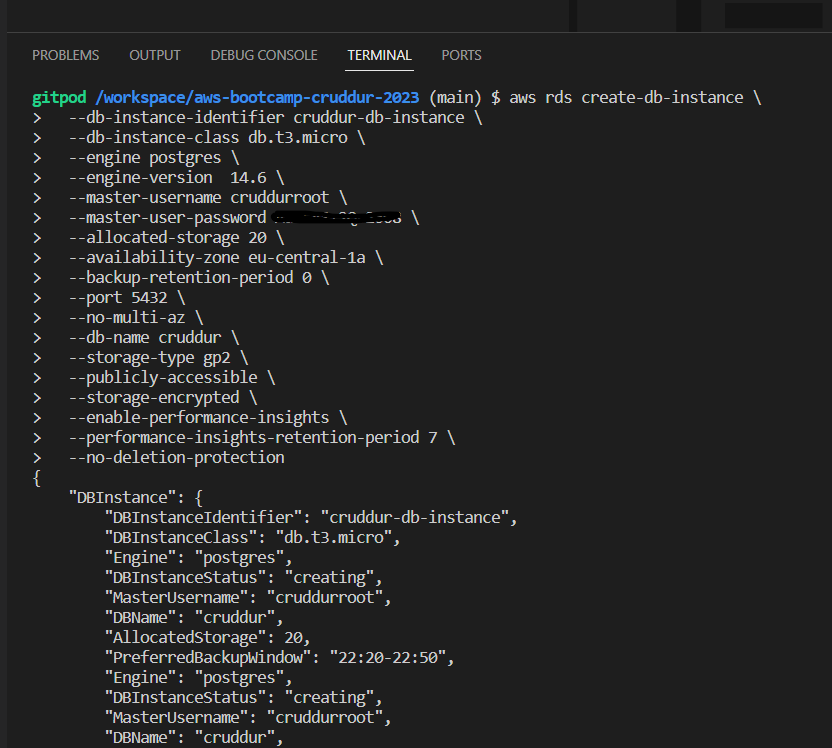 PROBLEMS OUTPUT DEBUG CONSOLE TERMINAL PORTS
gitpod /workspace/aws-bootcamp-cruddur-2023 (main) $ aws rds create-db-instance \
> --db-instance-identifier cruddur-db-instance \
> --db-instance-class db.t3.micro \
> --engine postgres \
> --engine-version  14.6 \
> --master-username cruddurroot \
> --master-user-password \
> --allocated-storage 20 \
> --availability-zone eu-central-1a \
> --backup-retention-period 0 \
> --port 5432 \
> --no-multi-az \
> --db-name cruddur \
> --storage-type gp2 \
> --publicly-accessible \
> --storage-encrypted \
> --enable-performance-insights \
> --performance-insights-retention-period 7 \
> --no-deletion-protection
{
"DBInstance": {
"DBInstanceIdentifier": "cruddur-db-instance",
"DBInstanceClass": "db.t3.micro",
"Engine": "postgres",
"DBInstanceStatus": "creating",
"MasterUsername": "cruddurroot",
"DBName": "cruddur",
"AllocatedStorage": 20,
"PreferredBackupWindow": "22:20-22:50",
"Engine": "postgres",
"DBInstanceStatus": "creating",
"MasterUsername": "cruddurroot",
"DBName": "cruddur",